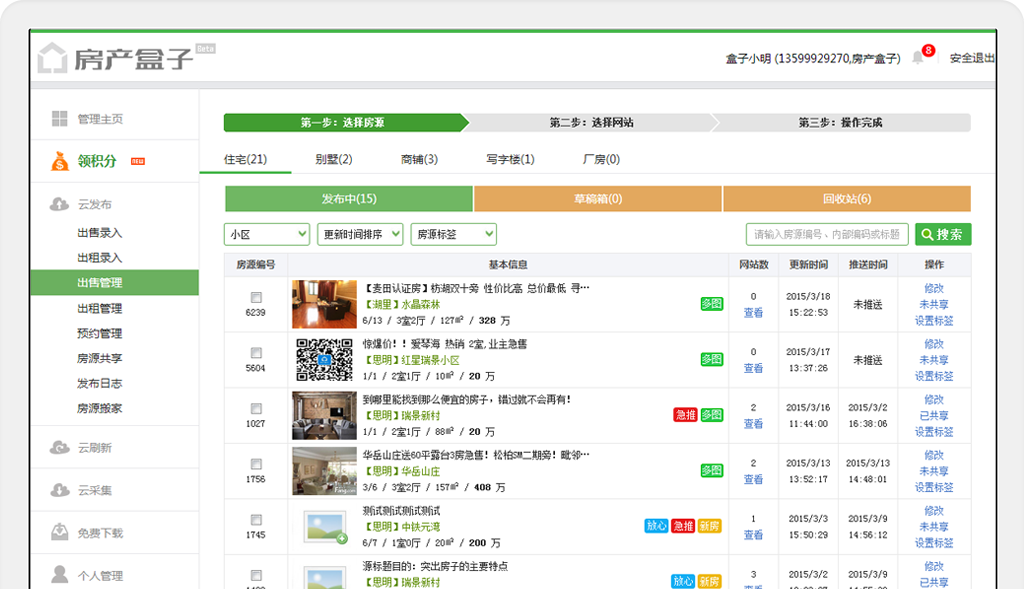 房产盒子 Beta
盒子小明 (13599929270,房产盒子) 8 安全退出
管理主页
领积分 NEW
云发布
出售录入
出租录入
出售管理
出租管理
预约管理
房源共享
发布日志
房源搬家
云刷新
云采集
免费下载
个人管理
第一步：选择房源 第二步：选择网站 第三步：操作完成
住宅(21) 别墅(2) 商铺(3) 写字楼(1) 厂房(0)
发布中(15) 草稿箱(0) 回收站(6)
小区 更新时间排序 房源标签 请输入房源编号、内部编码或标题 搜索
房源编号 基本信息 网站数 更新时间 推送时间 操作
6239
【麦田认证房】枋湖双十旁 性价比高 总价最低 寻…
【湖里】水晶森林
6/13 / 3室2厅 / 127㎡ / 328 万
多图
0
查看
2015/3/18
15:22:53
未推送
修改
未共享
设置标签
5604
惊爆价！！爱琴海 热销 2室,业主急售
【思明】红星瑞景小区
1/1 / 2室1厅 / 10㎡ / 20 万
多图
0
查看
2015/3/17
13:37:26
未推送
修改
未共享
设置标签
1027
到哪里能找到那么便宜的房子，错过就不会再有！
【思明】瑞景新村
1/1 / 2室1厅 / 88㎡ / 20 万
急推 多图
2
查看
2015/3/16
11:44:00
2015/3/2
16:38:06
修改
已共享
设置标签
1756
华岳山庄送60平露台3房急售！松柏SM二期旁！毗邻…
【思明】华岳山庄
3/6 / 3室2厅 / 157㎡ / 408 万
多图
2
查看
2015/3/13
13:52:17
2015/3/13
14:48:01
修改
未共享
设置标签
1745
测试测试测试测试
【思明】中铁元湾
6/7 / 1室0厅 / 20㎡ / 200 万
放心 急推 新房
1
查看
2015/3/3
15:50:29
2015/3/9
14:56:12
修改
未共享
设置标签
源标题目的：突出房子的主要特点
【思明】瑞景新村
放心 新房
3
2015/3/2
2015/3/9
修改
已共享